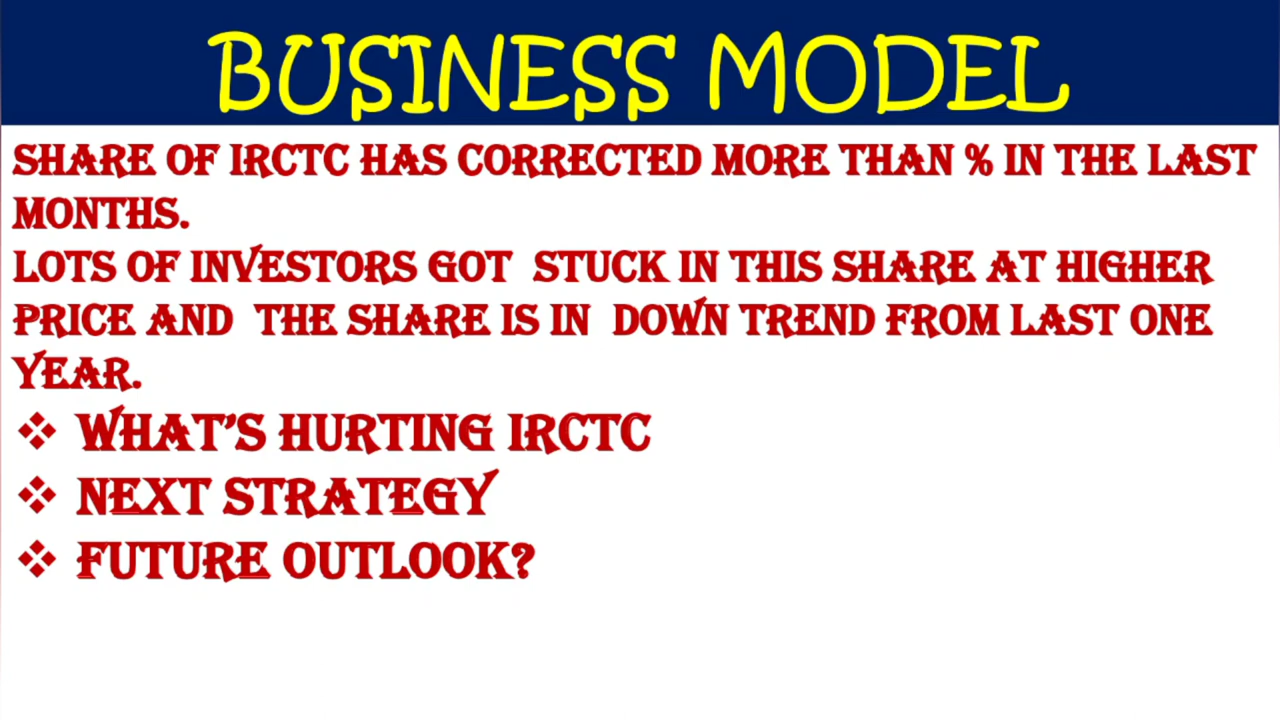 BUSINESS MODEL
SHARE OF IRCTC HAS CORRECTED MORE THAN % IN THE LAST
MONTHS.
LOTS OF INVESTORS GOT STUCK IN THIS SHARE AT HIGHER
PRICE AND THE SHARE IS IN DOWN TREND FROM LAST ONE
YEAR.
❖ WHAT'S HURTING IRCTC
❖ NEXT STRATEGY
❖ FUTURE OUTLOOK?